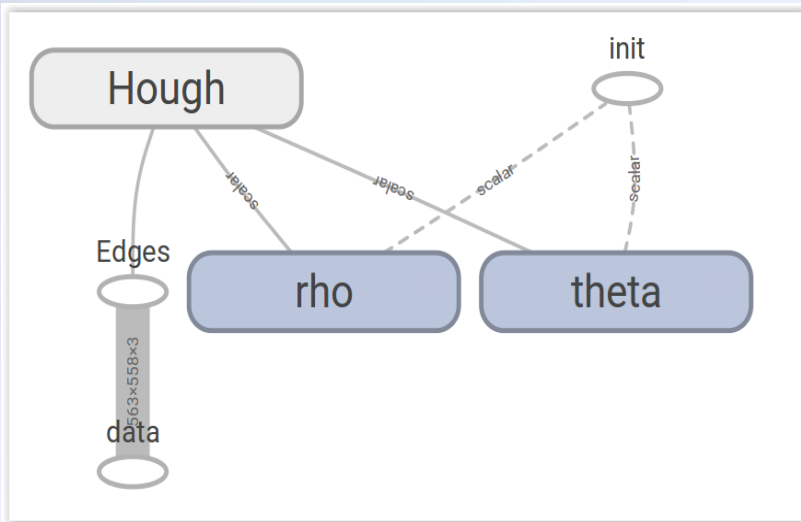 init
Hough
scalar
scalar
scalar
scalar
Edges
rho
theta
563×558×3
data